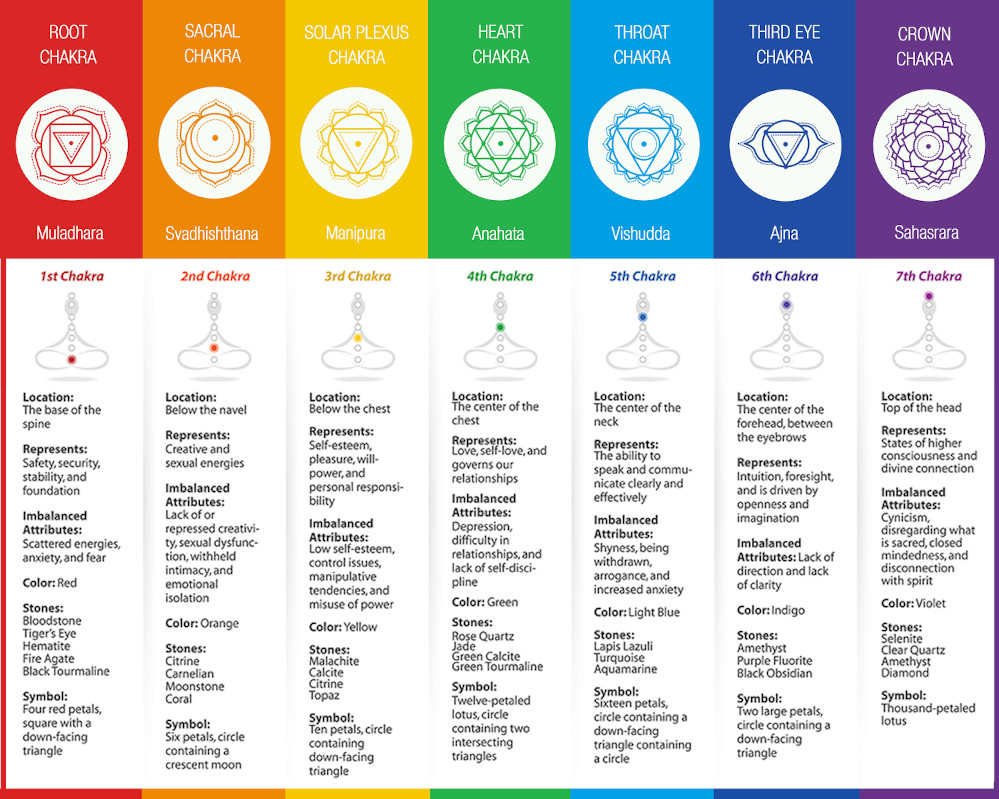 ROOT
CHAKRA
Muladhara
1st Chakra
Location:
The base of the
spine
Represents:
Safety, security,
stability, and
foundation
Imbalanced
Attributes:
Scattered energies,
anxiety, and fear
Color: Red
Stones:
Bloodstone
Tiger's Eye
Hematite
Fire Agate
Black Tourmaline
Symbol:
Four red petals,
square with a
down-facing
triangle
SACRAL
CHAKRA
Svadhishthana
2nd Chakra
Location:
Below the navel
Represents:
Creative and
sexual energies
Imbalanced
Attributes:
Lack of or
repressed creativi-
ty, sexual dysfunc-
tion, withheld
intimacy, and
emotional
isolation
Color: Orange
Stones:
Citrine
Carnelian
Moonstone
Coral
Symbol:
Six petals, circle
containing a
crescent moon
SOLAR PLEXUS
CHAKRA
Manipura
3rd Chakra
Location:
Below the chest
Represents:
Self-esteem,
pleasure, will-
power, and
personal responsi-
bility
Imbalanced
Attributes:
Low self-esteem,
control issues,
manipulative
tendencies, and
misuse of power
Color: Yellow
Stones:
Malachite
Calcite
Citrine
Topaz
Symbol:
Ten petals, circle
containing
down-facing
triangle
HEART
CHAKRA
Anahata
4th Chakra
Location:
The center of the
chest
Represents:
Love, self-love, and
governs our
relationships
Imbalanced
Attributes:
Depression,
difficulty in
relationships, and
lack of self-disci-
pline
Color: Green
Stones:
Rose Quartz
Jade
Green Calcite
Green Tourmaline
Symbol:
Twelve-petaled
lotus, circle
containing two
intersecting
triangles
THROAT
CHAKRA
Vishudda
5th Chakra
Location:
The center of the
neck
Represents:
The ability to
speak and commu-
nicate clearly and
effectively
Imbalanced
Attributes:
Shyness, being
withdrawn,
arrogance, and
increased anxiety
Color: Light Blue
Stones:
Lapis Lazuli
Turquoise
Aquamarine
Symbol:
Sixteen petals,
circle containing a
down-facing
triangle containing
a circle
THIRD EYE
CHAKRA
Ajna
6th Chakra
Location:
The center of the
forehead, between
the eyebrows
Represents:
Intuition, foresight,
and is driven by
openness and
imagination
Imbalanced
Attributes: Lack of
direction and lack
of clarity
Color: Indigo
Stones:
Amethyst
Purple Fluorite
Black Obsidian
Symbol:
Two large petals,
circle containing a
down-facing
triangle
CROWN
CHAKRA
Sahasrara
7th Chakra
Location:
Top of the head
Represents:
States of higher
consciousness and
divine connection
Imbalanced
Attributes:
Cynicism,
disregarding what
is sacred, closed
mindedness, and
disconnection
with spirit
Color: Violet
Stones:
Selenite
Clear Quartz
Amethyst
Diamond
Symbol:
Thousand-petaled
lotus